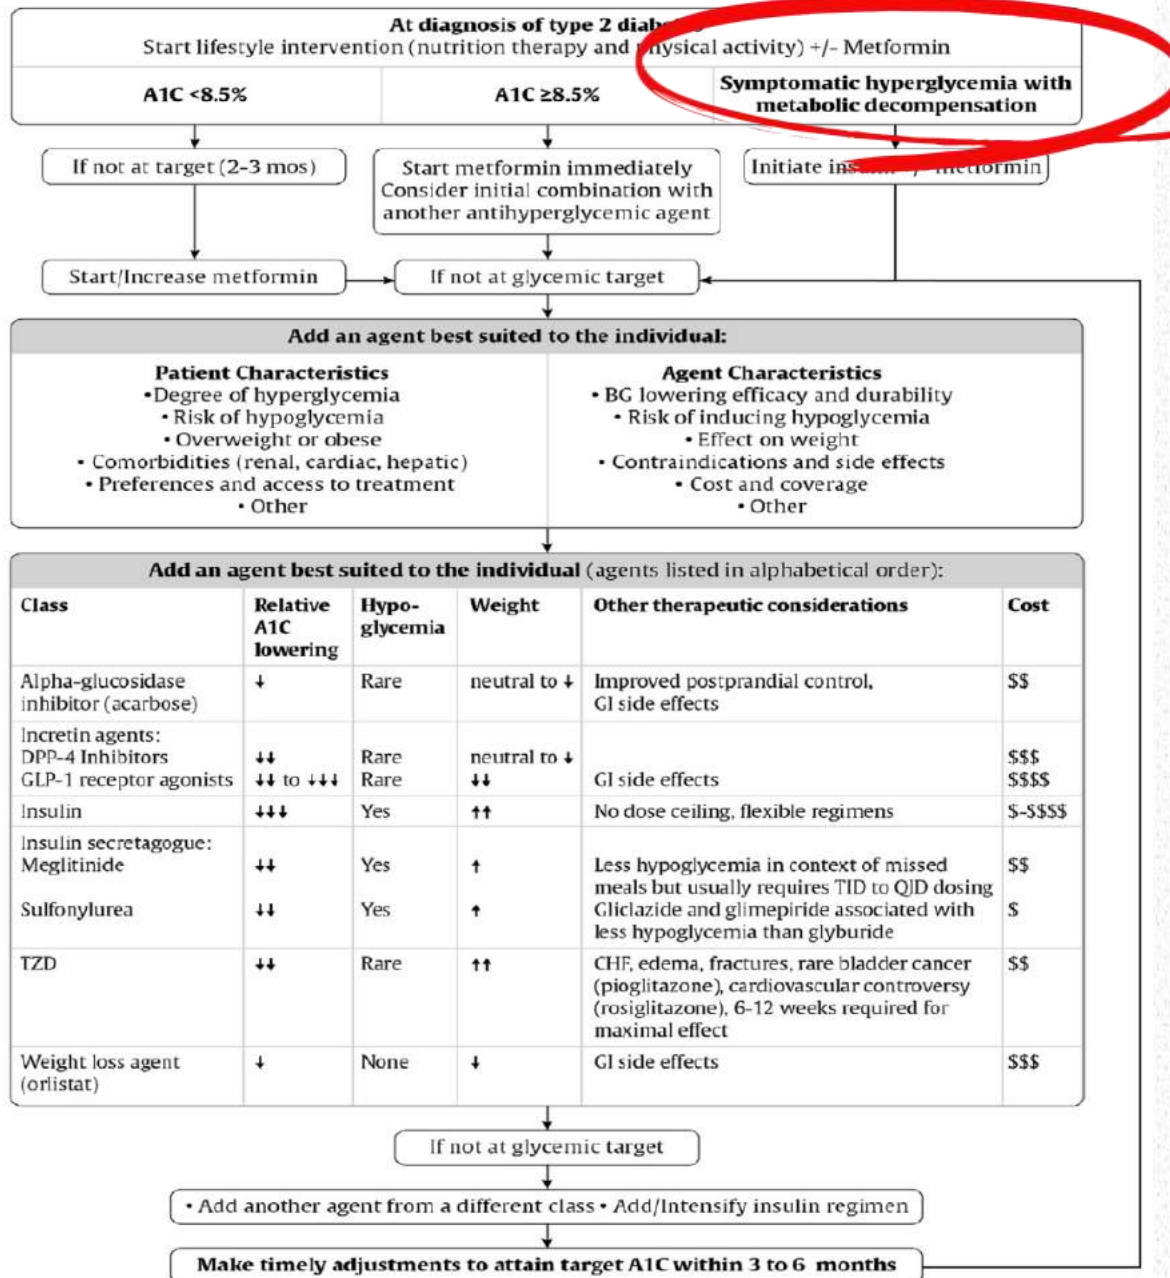 At diagnosis of type 2
Start lifestyle intervention (nutrition therapy and physical activity) +/- Metformin
A1C <8.5%
A1C ≥8.5%
Symptomatic hyperglycemia with
metabolic decompensation
If not at target (2-3 mos)
Start metformin immediately
Consider initial combination with
another antihyperglycemic agent
Initiate +/- metformin
Start/Increase metformin
If not at glycemic target
Add an agent best suited to the individual:
Patient Characteristics
•Degree of hyperglycemia
• Risk of hypoglycemia
• Overweight or obese
• Comorbidities (renal, cardiac, hepatic)
• Preferences and access to treatment
• Other
Agent Characteristics
• BG lowering efficacy and durability
• Risk of inducing hypoglycemia
• Effect on weight
• Contraindications and side effects
• Cost and coverage
• Other
Add an agent best suited to the individual (agents listed in alphabetical order):
Class Relative A1C lowering Hypo-glycemia Weight Other therapeutic considerations Cost
Alpha-glucosidase ↓ Rare neutral to ↓ Improved postprandial control, $$
inhibitor (acarbose) GI side effects
Incretin agents:
DPP-4 Inhibitors ↓↓ Rare neutral to ↓ $$$
GLP-1 receptor agonists ↓↓ to ↓↓↓ Rare ↓↓ GI side effects $$$$
Insulin ↓↓↓ Yes ↑↑ No dose ceiling, flexible regimens $-$$$$
Insulin secretagogue:
Meglitinide ↓↓ Yes ↑ Less hypoglycemia in context of missed $$
meals but usually requires TID to QID dosing
Sulfonylurea ↓↓ Yes ↑ Gliclazide and glimepiride associated with $
less hypoglycemia than glyburide
TZD ↓↓ Rare ↑↑ CHF, edema, fractures, rare bladder cancer $$
(pioglitazone), cardiovascular controversy
(rosiglitazone), 6-12 weeks required for
maximal effect
Weight loss agent ↓ None ↓ GI side effects $$$
(orlistat)
If not at glycemic target
• Add another agent from a different class • Add/Intensify insulin regimen
Make timely adjustments to attain target A1C within 3 to 6 months